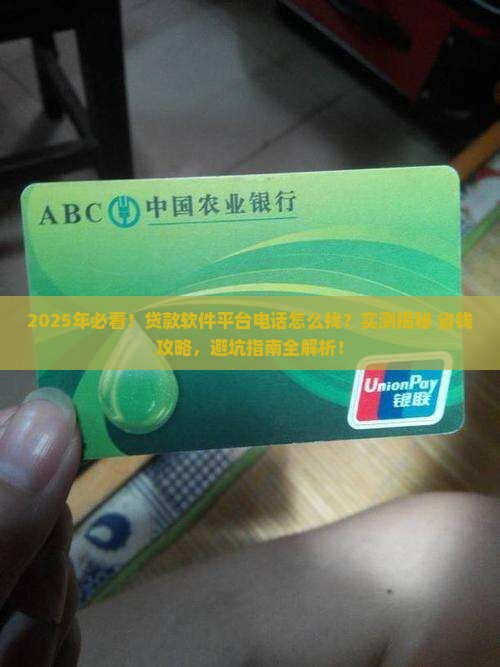 ABC 中国农业银行
2025年必看！贷款软件平台电话怎么找？实测揭秘 省钱
攻略，避坑指南全解析！
UnionPay
银联